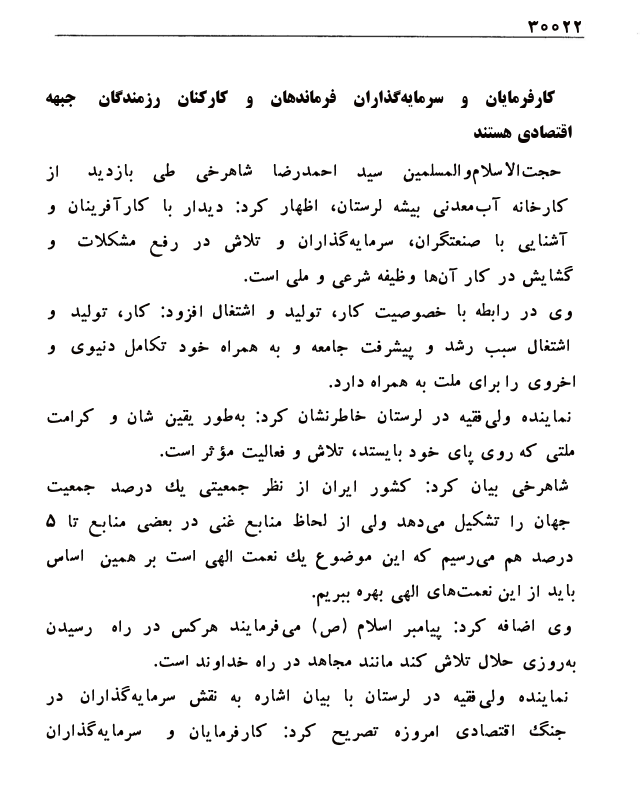 ۳۰۰۲۲
کارفرمایان و سرمایه‌گذاران فرماندهان و کارکنان رزمندگان جبهه
اقتصادی هستند
حجت‌الاسلام‌والمسلمین سید احمدرضا شاهرخی طی بازدید از
کارخانه آب‌معدنی بیشه لرستان، اظهار کرد: دیدار با کارآفرینان و
آشنایی با صنعتگران، سرمایه‌گذاران و تلاش در رفع مشکلات و
گشایش در کار آن‌ها وظیفه شرعی و ملی است.
وی در رابطه با خصوصیت کار، تولید و اشتغال افزود: کار، تولید و
اشتغال سبب رشد و پیشرفت جامعه و به همراه خود تکامل دنیوی و
اخروی را برای ملت به همراه دارد.
نماینده ولی‌فقیه در لرستان خاطرنشان کرد: به‌طور یقین شان و کرامت
ملتی که روی پای خود بایستد، تلاش و فعالیت مؤثر است.
شاهرخی بیان کرد: کشور ایران از نظر جمعیتی یك درصد جمعیت
جهان را تشکیل می‌دهد ولی از لحاظ منابع غنی در بعضی منابع تا ۵
درصد هم می‌رسیم که این موضوع یك نعمت الهی است بر همین اساس
باید از این نعمت‌های الهی بهره ببریم.
وی اضافه کرد: پیامبر اسلام (ص) می‌فرمایند هرکس در راه رسیدن
به‌روزی حلال تلاش کند مانند مجاهد در راه خداوند است.
نماینده ولی‌فقیه در لرستان با بیان اشاره به نقش سرمایه‌گذاران در
جنگ اقتصادی امروزه تصریح کرد: کارفرمایان و سرمایه‌گذاران